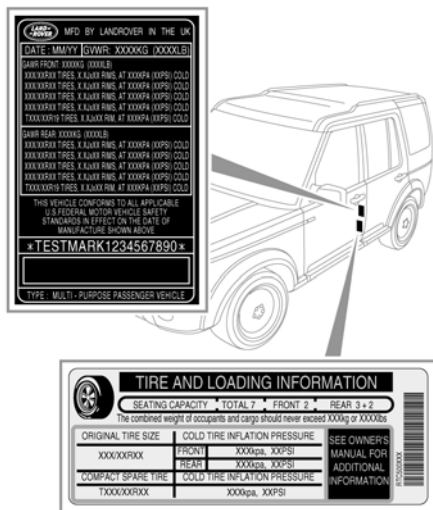 LAND-
ROVER
MFD BY LANDROVER IN THE UK
DATE : MM/YY GVWR: XXXXKG (XXXXLB)
GAWR FRONT XXXXKG (XXXXLB)
XXX/XXRXX TIRES, X.XJxXX RIMS, AT XXXKPA (XXPSI) COLD
XXX/XXRXX TIRES, X.XJxXX RIMS, AT XXXKPA (XXPSI) COLD
XXX/XXRXX TIRES, X.XJxXX RIMS, AT XXXKPA (XXPSI) COLD
XXX/XXRXX TIRES, X.XJxXX RIMS, AT XXXKPA (XXPSI) COLD
TXXX/XXR19 TIRES, X.XJxXX RIM, AT XXXKPA (XXPSI) COLD
GAWR REAR XXXXKG (XXXXLB)
XXX/XXRXX TIRES, X.XJxXX RIMS, AT XXXKPA (XXPSI) COLD
XXX/XXRXX TIRES, X.XJxXX RIMS, AT XXXKPA (XXPSI) COLD
XXX/XXRXX TIRES, X.XJxXX RIMS, AT XXXKPA (XXPSI) COLD
XXX/XXRXX TIRES, X.XJxXX RIMS, AT XXXKPA (XXPSI) COLD
TXXX/XXR19 TIRES, X.XJxXX RIM, AT XXXKPA (XXPSI) COLD
THIS VEHICLE CONFORMS TO ALL APPLICABLE
U.S.FEDERAL MOTOR VEHICLE SAFETY
STANDARDS IN EFFECT ON THE DATE OF
MANUFACTURE SHOWN ABOVE
*TESTMARK1234567890*
TYPE : MULTI - PURPOSE PASSENGER VEHICLE
TIRE AND LOADING INFORMATION
SEATING CAPACITY TOTAL 7 FRONT 2 REAR 3 + 2
The combined weight of occupants and cargo should never exceed XXXkg or XXXXlbs
ORIGINAL TIRE SIZE COLD TIRE INFLATION PRESSURE
XXX/XXRXX
FRONT XXXkpa, XXPSI
REAR XXXkpa, XXPSI
COMPACT SPARE TIRE COLD TIRE INFLATION PRESSURE
TXXX/XXRXX XXXkpa, XXPSI
SEE OWNER'S
MANUAL FOR
ADDITIONAL
INFORMATION
RTC500XXX